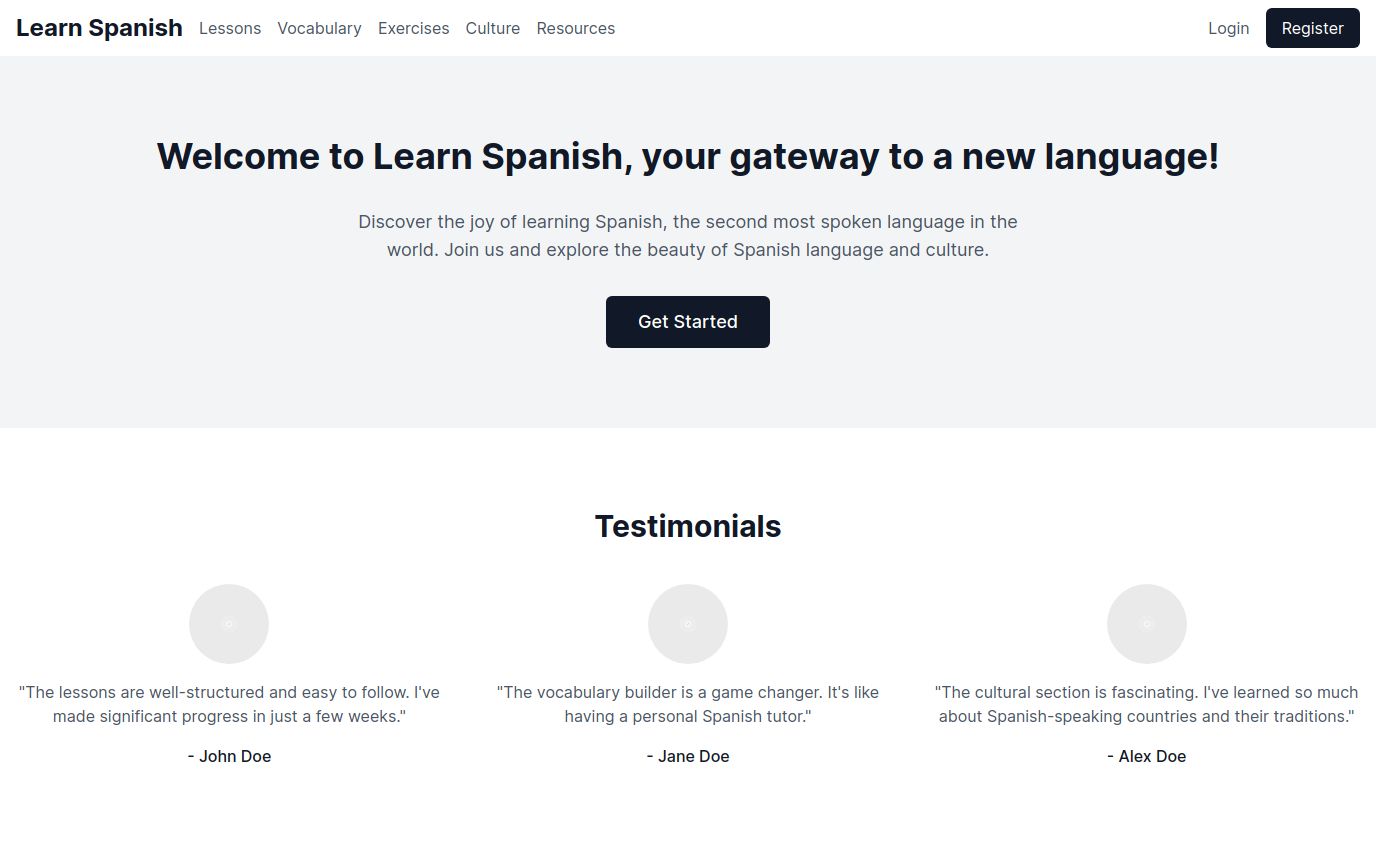 Learn Spanish Lessons Vocabulary Exercises Culture Resources Login Register
Welcome to Learn Spanish, your gateway to a new language!
Discover the joy of learning Spanish, the second most spoken language in the
world. Join us and explore the beauty of Spanish language and culture.
Get Started
Testimonials
"The lessons are well-structured and easy to follow. I've
made significant progress in just a few weeks."
- John Doe
"The vocabulary builder is a game changer. It's like
having a personal Spanish tutor."
- Jane Doe
"The cultural section is fascinating. I've learned so much
about Spanish-speaking countries and their traditions."
- Alex Doe